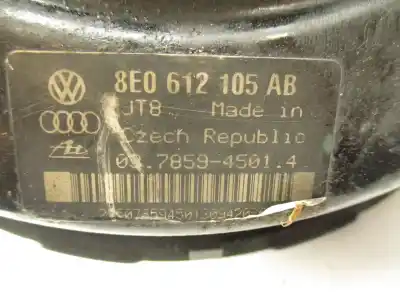 8E0 612 105 AB
JT8 Made in
Czech Republic
03.7859-4501.4